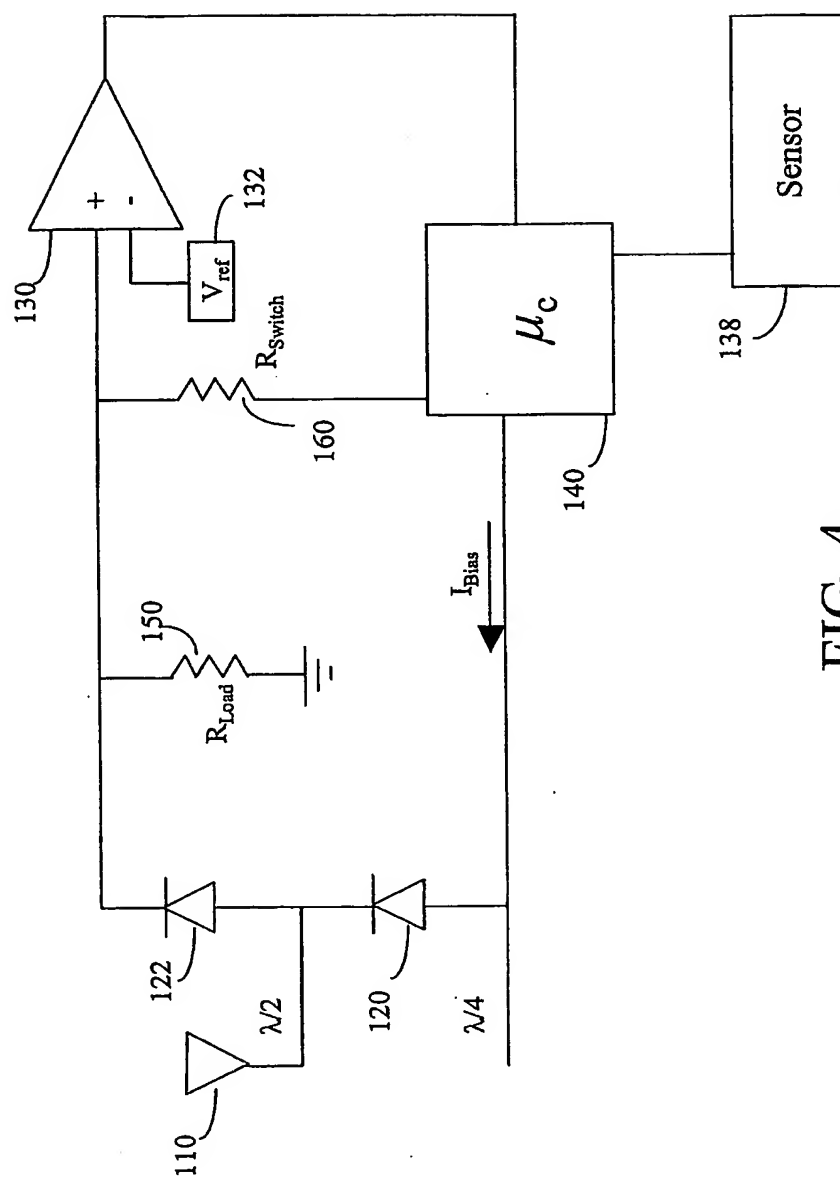 110
λ/2
122
120
λ/4
R_Load
150
I_Bias
R_Switch
160
130
+
-
V_ref
132
μ_c
140
Sensor
138
FIG. 4